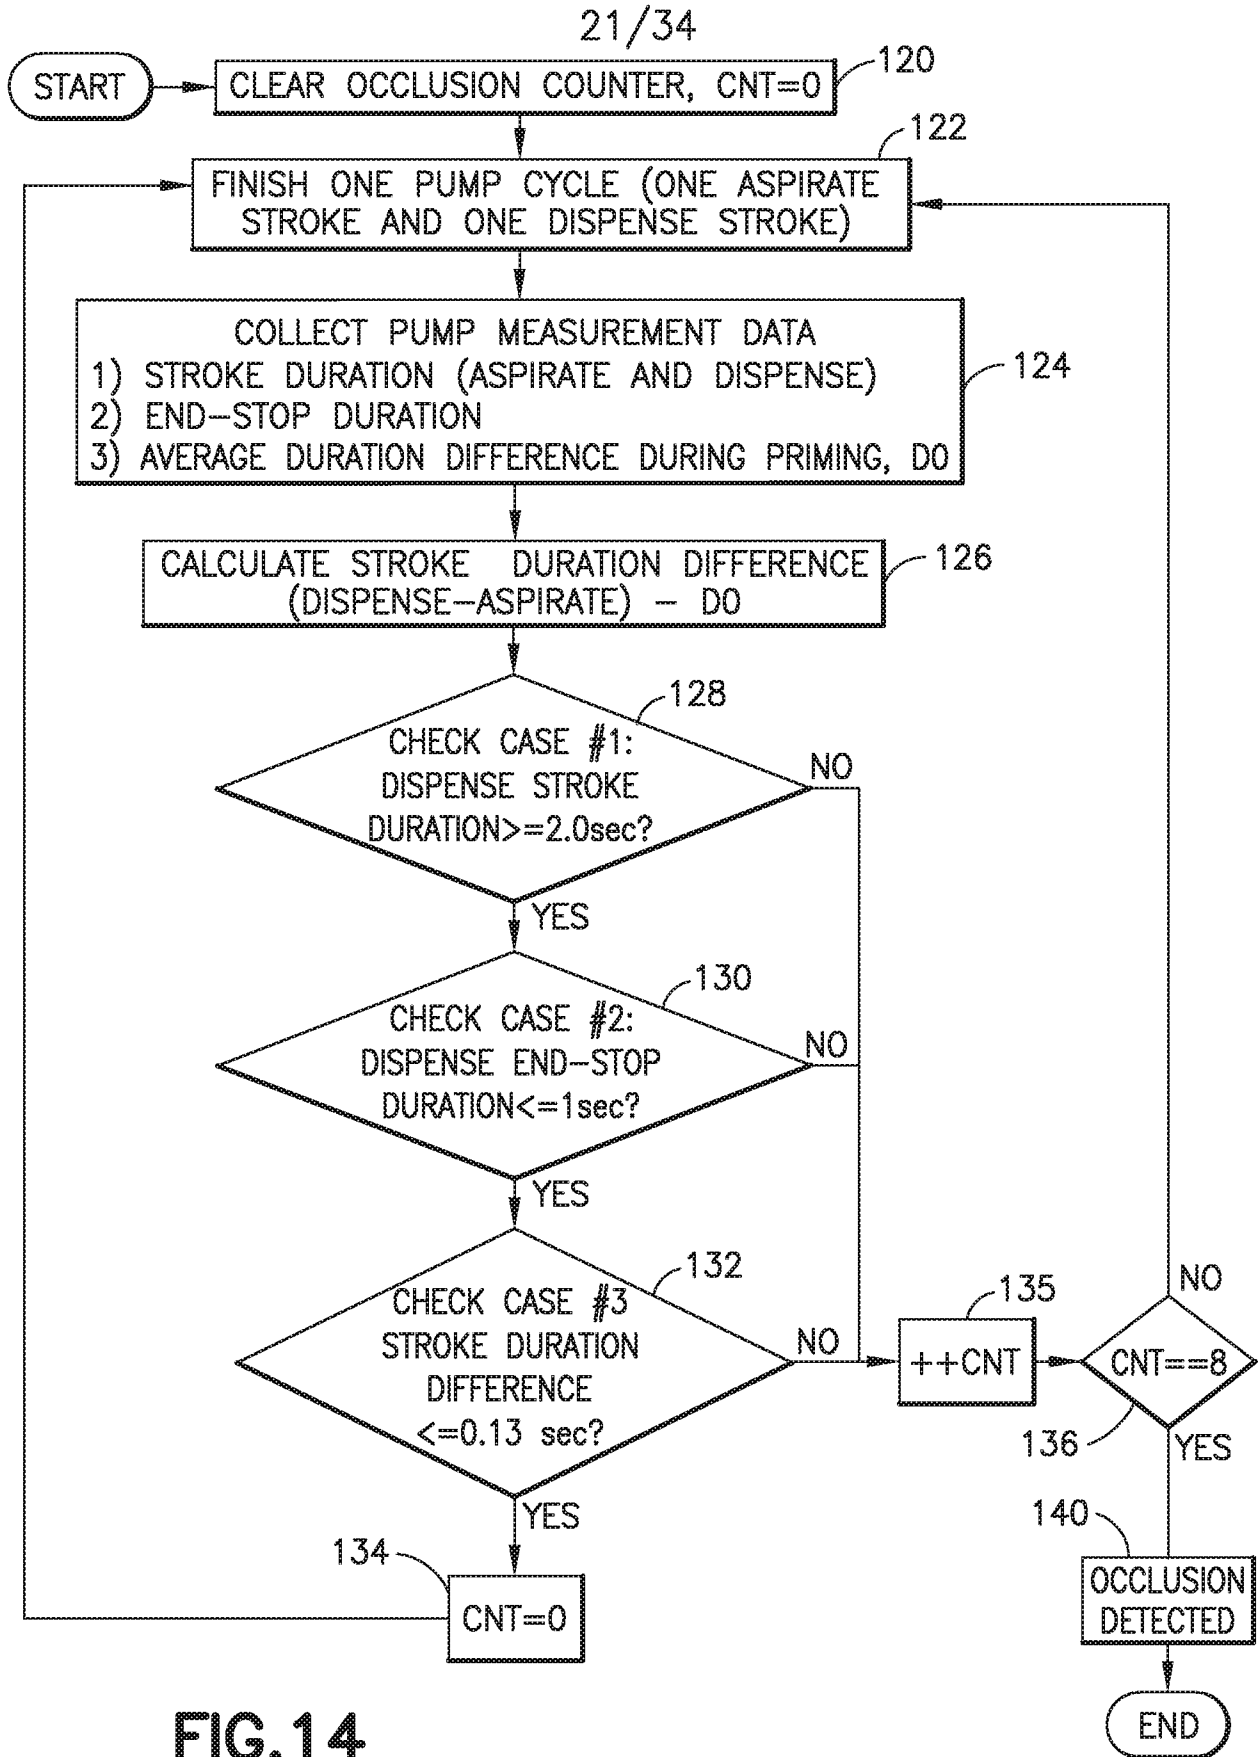 21/34
START
CLEAR OCCLUSION COUNTER, CNT=0
120
122
FINISH ONE PUMP CYCLE (ONE ASPIRATE
STROKE AND ONE DISPENSE STROKE)
COLLECT PUMP MEASUREMENT DATA
1) STROKE DURATION (ASPIRATE AND DISPENSE)
2) END-STOP DURATION
3) AVERAGE DURATION DIFFERENCE DURING PRIMING, DO
124
CALCULATE STROKE DURATION DIFFERENCE
(DISPENSE-ASPIRATE) - DO
126
128
CHECK CASE #1:
DISPENSE STROKE
DURATION>=2.0sec?
NO
YES
130
CHECK CASE #2:
DISPENSE END-STOP
DURATION<=1sec?
NO
YES
132
CHECK CASE #3
STROKE DURATION
DIFFERENCE
<=0.13 sec?
NO
YES
135
++CNT
NO
CNT==8
136
YES
134
CNT=0
140
OCCLUSION
DETECTED
END
FIG.14